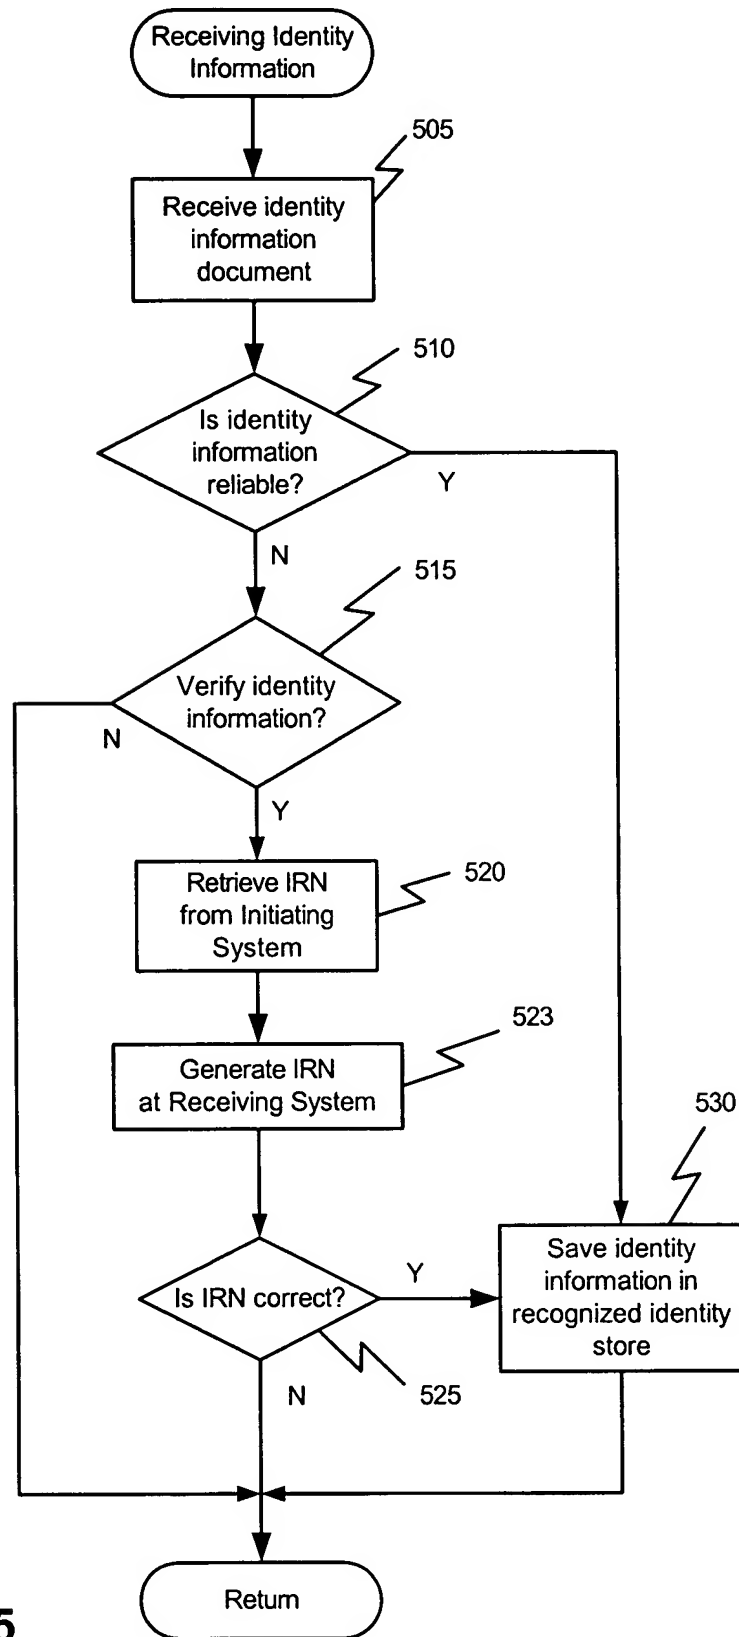 Receiving Identity
Information
505
Receive identity
information
document
510
Is identity
information
reliable?
Y
N
515
Verify identity
information?
N
Y
520
Retrieve IRN
from Initiating
System
523
Generate IRN
at Receiving System
530
Save identity
information in
recognized identity
store
Is IRN correct?
Y
N
525
Return
5